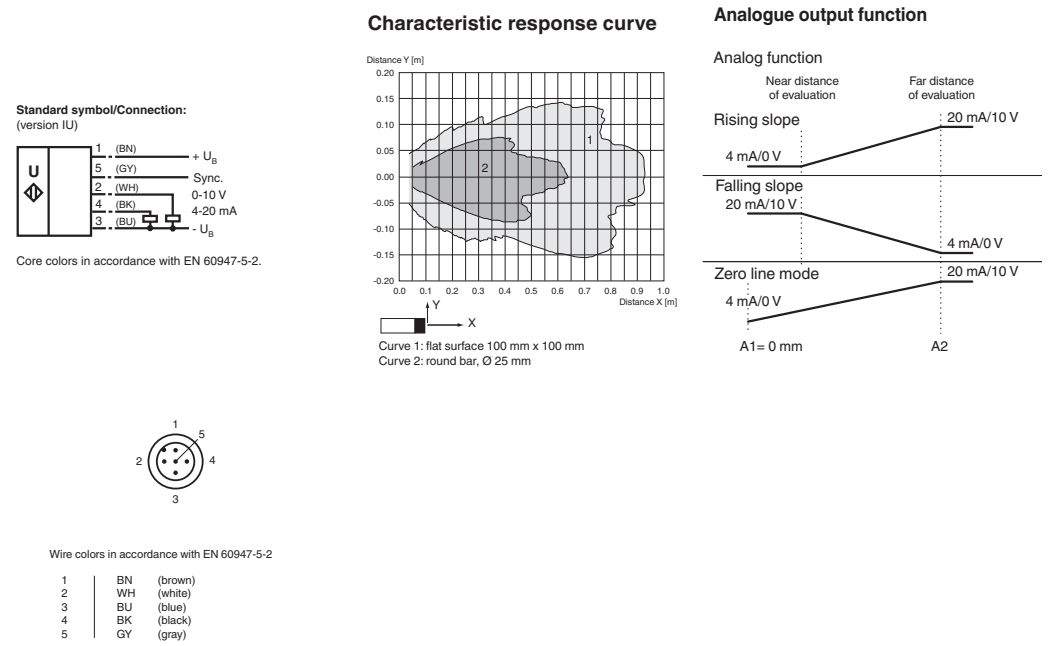 Standard symbol/Connection:
(version IU)
U
1 (BN) + UB
5 (GY) Sync.
2 (WH) 0-10 V
4 (BK) 4-20 mA
3 (BU) - UB
Core colors in accordance with EN 60947-5-2.
1
5
2
4
3
Wire colors in accordance with EN 60947-5-2
1 BN (brown)
2 WH (white)
3 BU (blue)
4 BK (black)
5 GY (gray)
Characteristic response curve
Distance Y [m]
0.20
0.15
0.10
0.05
0.00
-0.05
-0.10
-0.15
-0.20
1
2
0.0 0.1 0.2 0.3 0.4 0.5 0.6 0.7 0.8 0.9 1.0
Distance X [m]
Y
X
Curve 1: flat surface 100 mm x 100 mm
Curve 2: round bar, Ø 25 mm
Analogue output function
Analog function
Near distance
of evaluation
Far distance
of evaluation
Rising slope
20 mA/10 V
4 mA/0 V
Falling slope
20 mA/10 V
4 mA/0 V
Zero line mode
20 mA/10 V
4 mA/0 V
A1= 0 mm A2